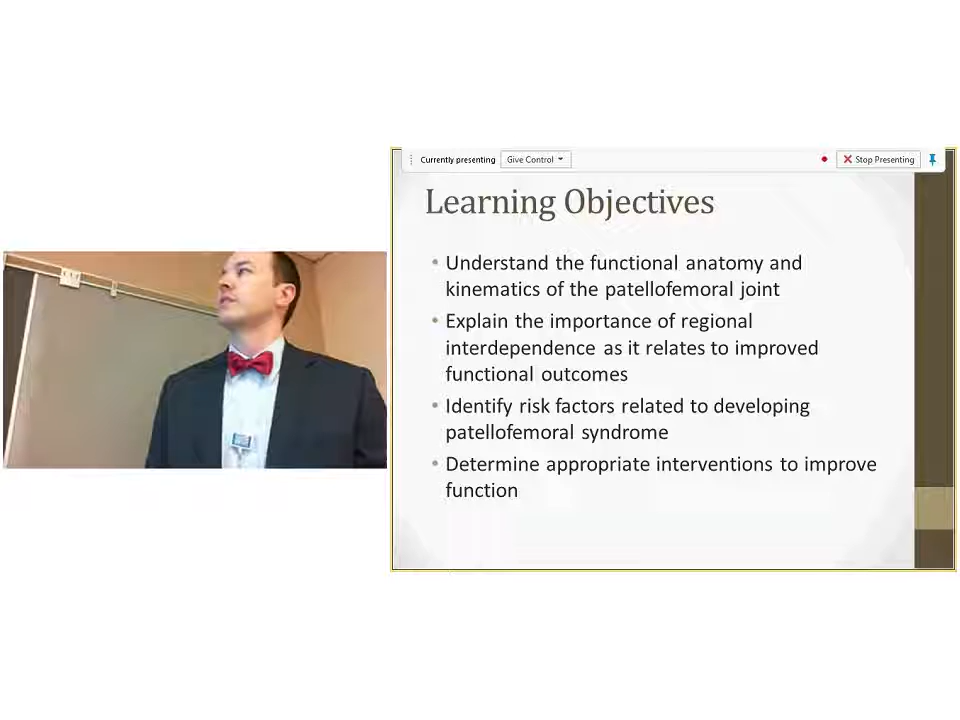 Currently presenting Give Control Stop Presenting
Learning Objectives
• Understand the functional anatomy and
kinematics of the patellofemoral joint
• Explain the importance of regional
interdependence as it relates to improved
functional outcomes
• Identify risk factors related to developing
patellofemoral syndrome
• Determine appropriate interventions to improve
function